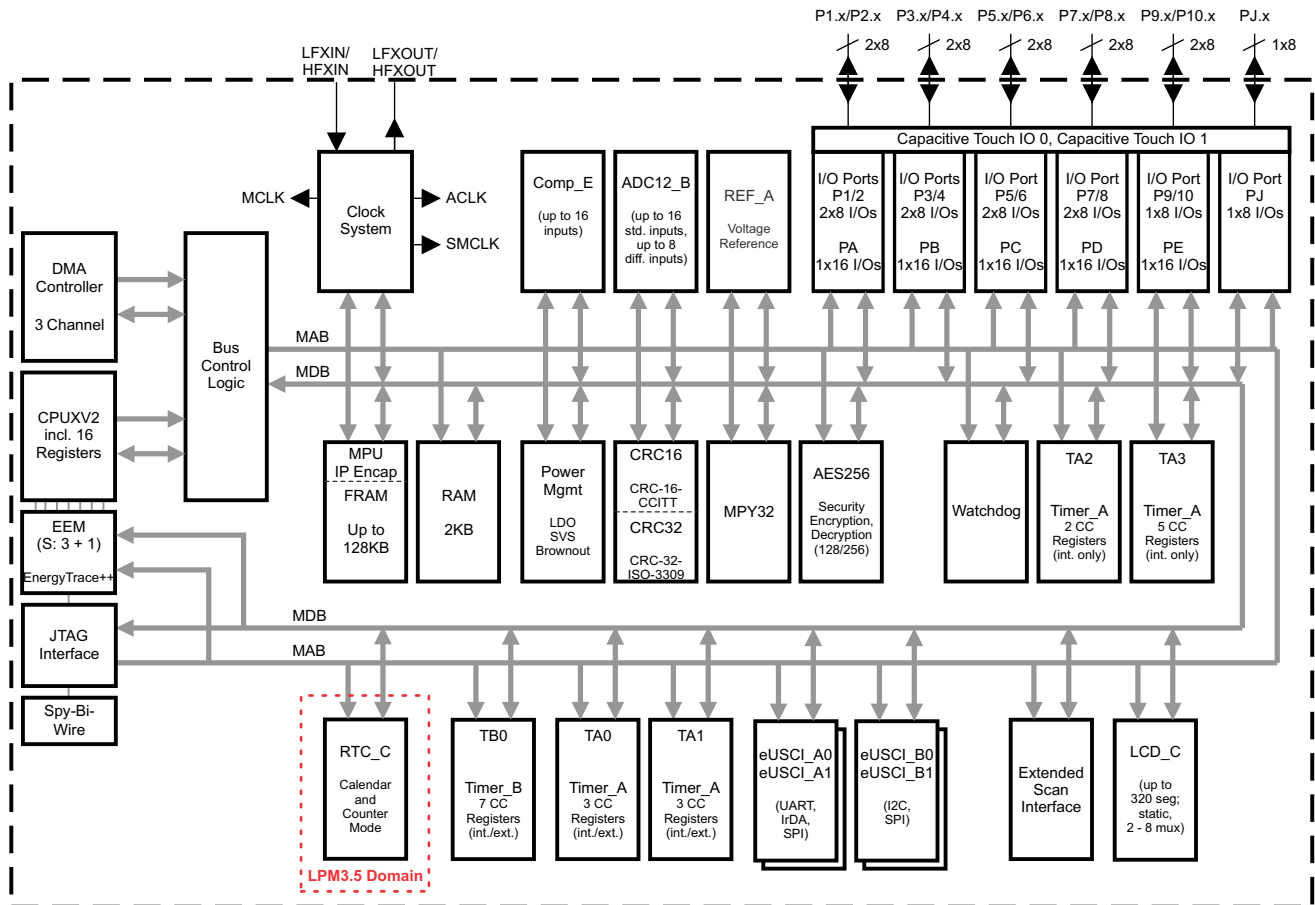 P1.x/P2.x
P3.x/P4.x
P5.x/P6.x
P7.x/P8.x
P9.x/P10.x
PJ.x
2x8
2x8
2x8
2x8
2x8
1x8
LFXIN/
HFXIN
LFXOUT/
HFXOUT
Capacitive Touch IO 0, Capacitive Touch IO 1
MCLK
Clock
System
ACLK
SMCLK
Comp_E
(up to 16
inputs)
ADC12_B
(up to 16
std. inputs,
up to 8
diff. inputs)
REF_A
Voltage
Reference
I/O Ports
P1/2
2x8 I/Os
PA
1x16 I/Os
I/O Ports
P3/4
2x8 I/Os
PB
1x16 I/Os
I/O Port
P5/6
2x8 I/Os
PC
1x16 I/Os
I/O Ports
P7/8
2x8 I/Os
PD
1x16 I/Os
I/O Ports
P9/10
1x8 I/Os
PE
1x16 I/Os
I/O Port
PJ
1x8 I/Os
DMA
Controller
3 Channel
Bus
Control
Logic
MAB
MDB
CPUXV2
incl. 16
Registers
EEM
(S: 3 + 1)
EnergyTrace++
JTAG
Interface
Spy-Bi-
Wire
MPU
IP Encap
FRAM
Up to
128KB
RAM
2KB
Power
Mgmt
LDO
SVS
Brownout
CRC16
CRC-16-
CCITT
CRC32
CRC-32-
ISO-3309
MPY32
AES256
Security
Encryption,
Decryption
(128/256)
Watchdog
TA2
Timer_A
2 CC
Registers
(int. only)
TA3
Timer_A
5 CC
Registers
(int. only)
MDB
MAB
RTC_C
Calendar
and
Counter
Mode
LPM3.5 Domain
TB0
Timer_B
7 CC
Registers
(int./ext.)
TA0
Timer_A
3 CC
Registers
(int./ext.)
TA1
Timer_A
3 CC
Registers
(int./ext.)
eUSCI_A0
eUSCI_A1
(UART,
IrDA,
SPI)
eUSCI_B0
eUSCI_B1
(I2C,
SPI)
Extended
Scan
Interface
LCD_C
(up to
320 seg;
static,
2 - 8 mux)